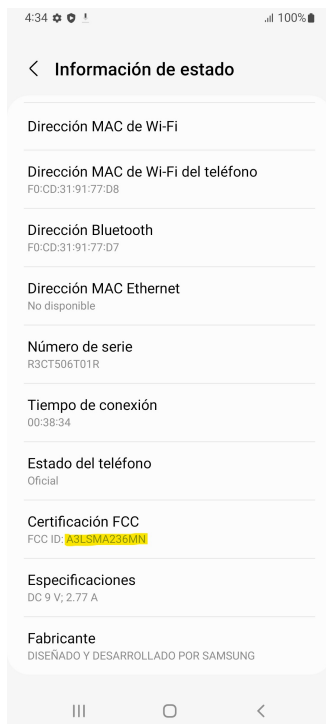 4:34
100%
Información de estado
Dirección MAC de Wi-Fi
Dirección MAC de Wi-Fi del teléfono
F0:CD:31:91:77:D8
Dirección Bluetooth
F0:CD:31:91:77:D7
Dirección MAC Ethernet
No disponible
Número de serie
R3CT506T01R
Tiempo de conexión
00:38:34
Estado del teléfono
Oficial
Certificación FCC
FCC ID: A3LSMA236MN
Especificaciones
DC 9 V; 2.77 A
Fabricante
DISEÑADO Y DESARROLLADO POR SAMSUNG